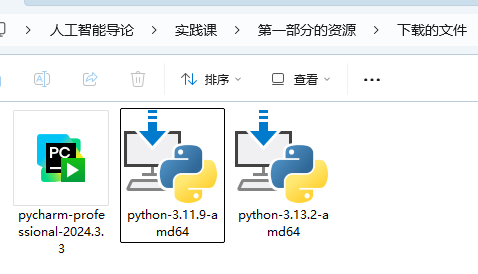 人工智能导论 > 实践课 > 第一部分的资源 > 下载的文件
排序 查看 ...
PC
pycharm-profe
ssional-2024.3.
3
python-3.11.9-a
md64
python-3.13.2-a
md64